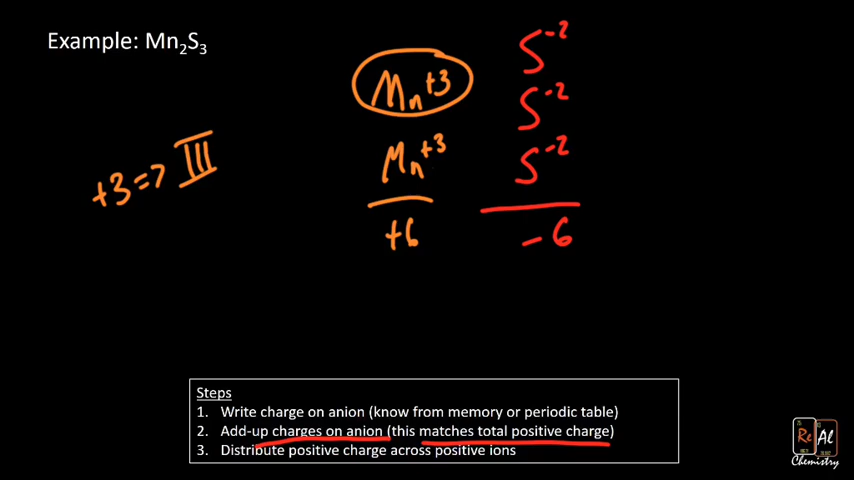 Example: Mn₂S₃
S⁻²
Mn⁺³
S⁻²
Mn⁺³
S⁻²
+3=> III
+6
-6
Steps
1. Write charge on anion (know from memory or periodic table)
2. Add-up charges on anion (this matches total positive charge)
3. Distribute positive charge across positive ions
Re Al
Chemistry